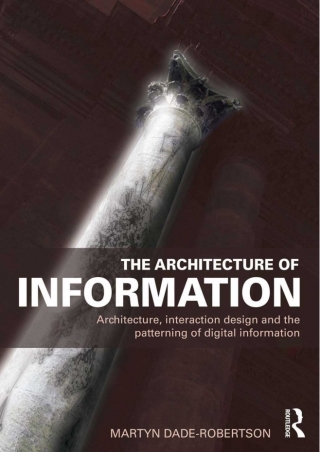 THE ARCHITECTURE OF
INFORMATION
Architecture, interaction design and the
patterning of digital information
MARTYN DADE-ROBERTSON
ROUTLEDGE